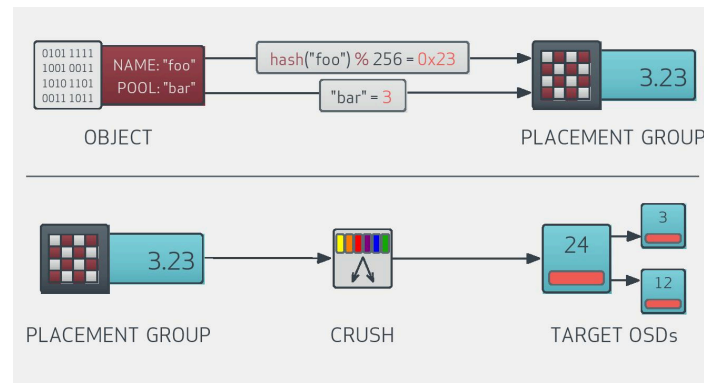 0101 1111
1001 0011
1010 1101
0011 1011
NAME: "foo"
POOL: "bar"
hash("foo") % 256 = 0x23
"bar" = 3
3.23
OBJECT
PLACEMENT GROUP
3.23
24
3
12
PLACEMENT GROUP
CRUSH
TARGET OSDs